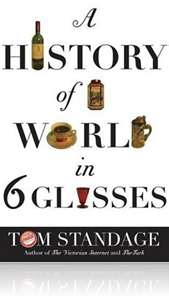 A
HISTORY
of
WORLD
in
6 GLASSES
TOM STANDAGE
Author of The Victorian Internet and The Turk